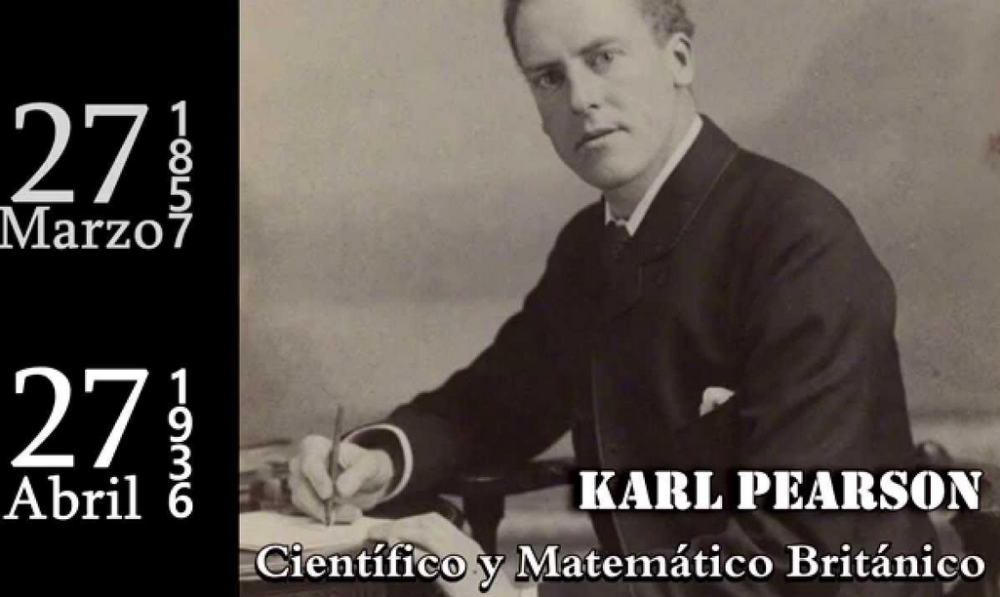 27
Marzo
1857
27
Abril
1936
KARL PEARSON
Científico y Matemático Británico